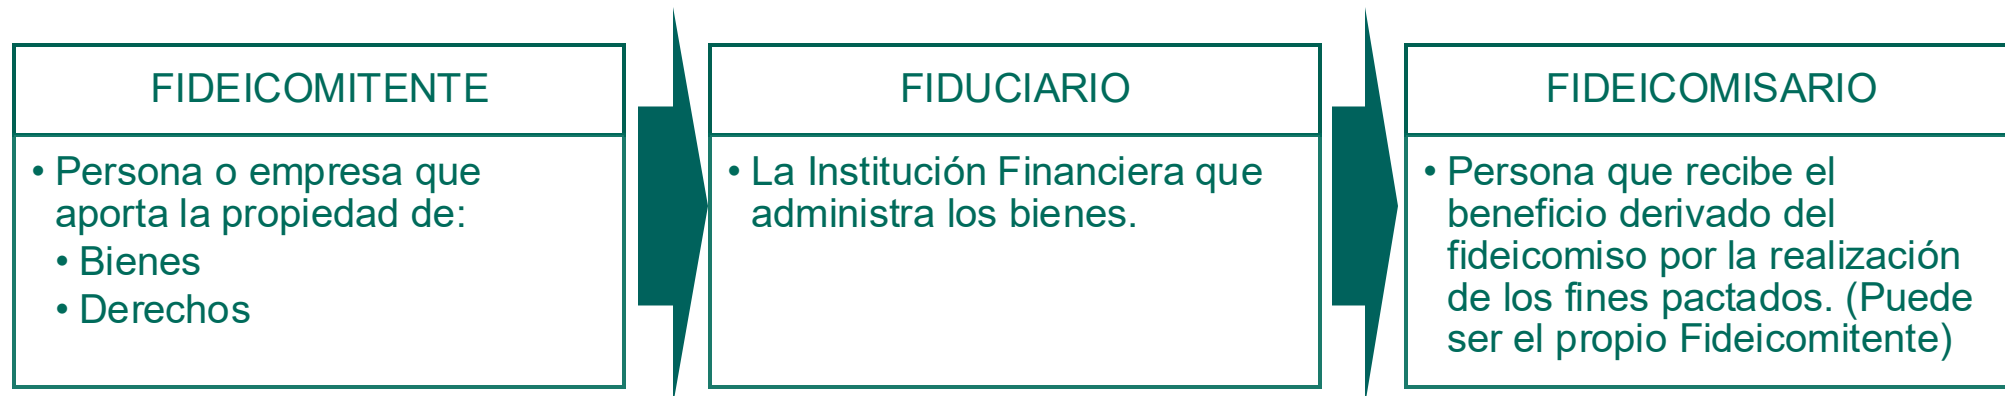 FIDEICOMITENTE
• Persona o empresa que
aporta la propiedad de:
• Bienes
• Derechos
FIDUCIARIO
• La Institución Financiera que
administra los bienes.
FIDEICOMISARIO
• Persona que recibe el
beneficio derivado del
fideicomiso por la realización
de los fines pactados. (Puede
ser el propio Fideicomitente)